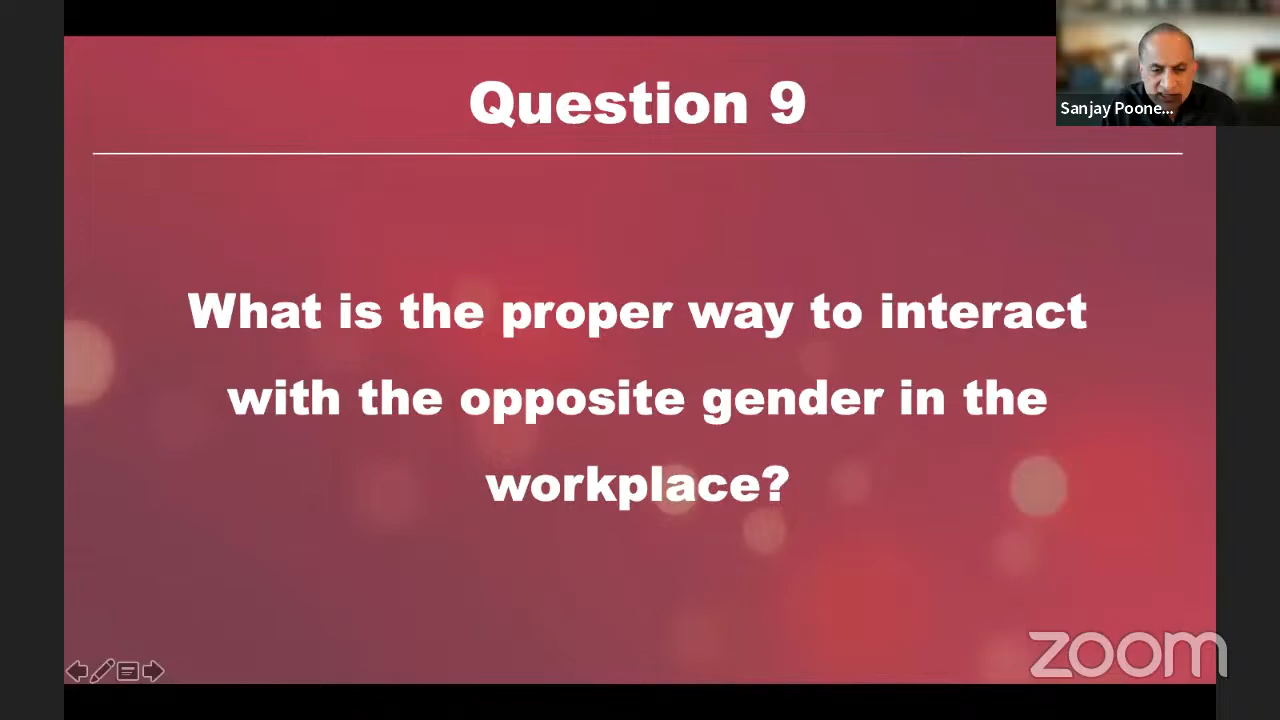 Question 9
Sanjay Poone...
What is the proper way to interact
with the opposite gender in the
workplace?
zoom